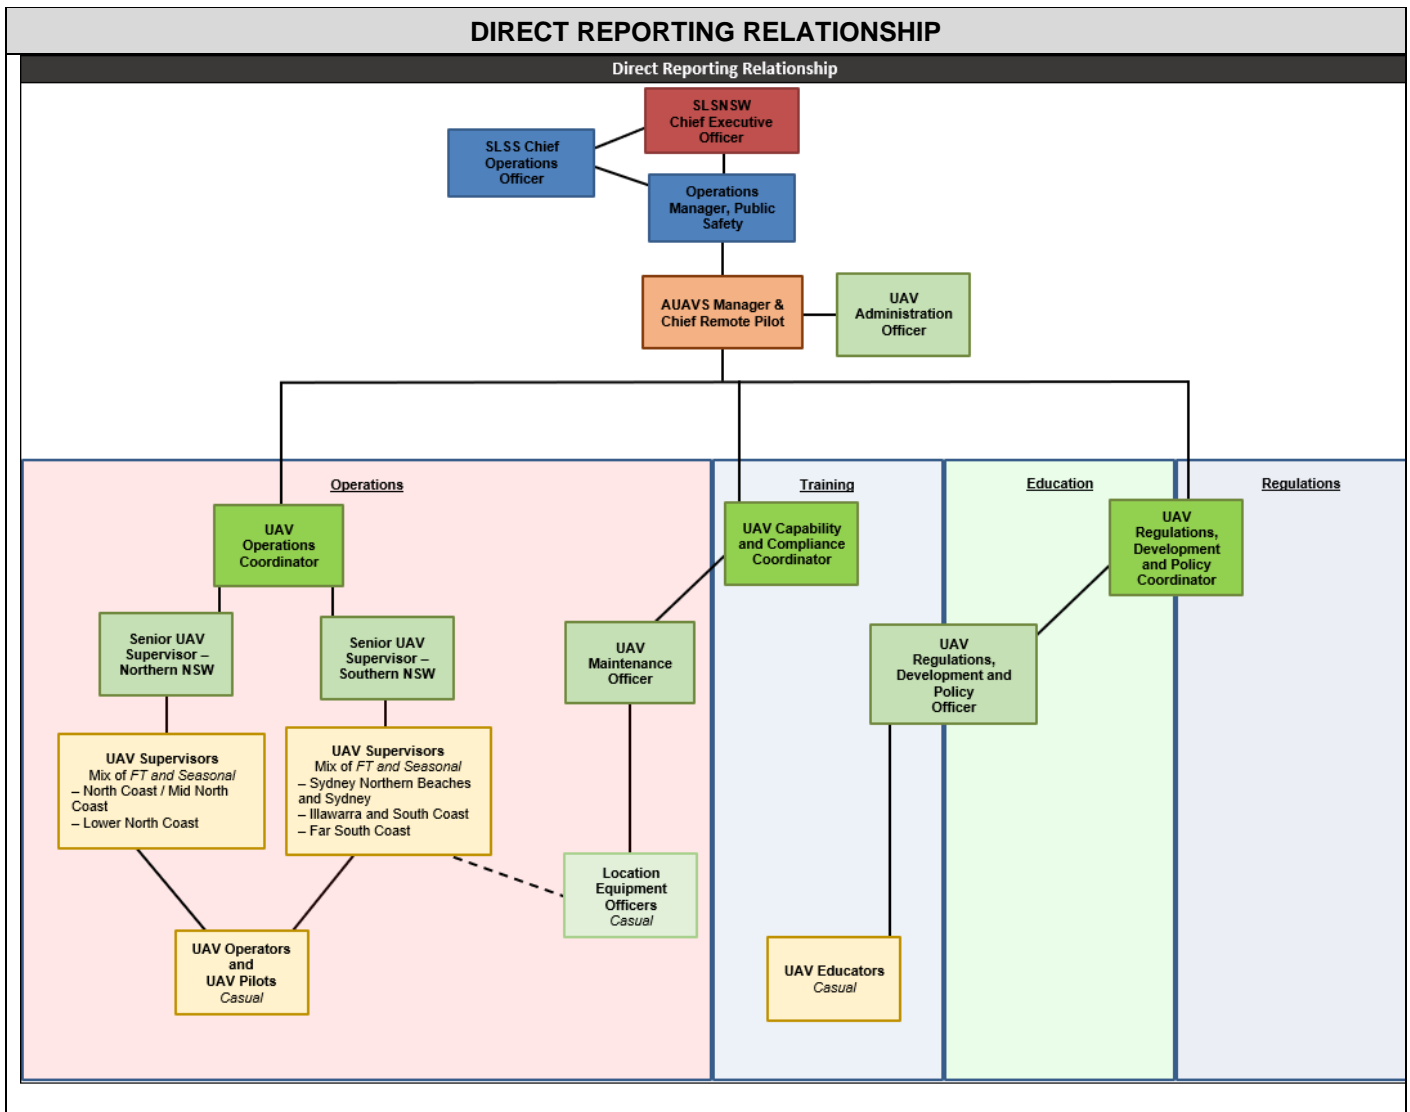 DIRECT REPORTING RELATIONSHIP
Direct Reporting Relationship
SLSNSW
Chief Executive
Officer
SLSS Chief
Operations
Officer
Operations
Manager, Public
Safety
AUAVS Manager &
Chief Remote Pilot
UAV
Administration
Officer
Operations
Training
Education
Regulations
UAV
Operations
Coordinator
UAV Capability
and Compliance
Coordinator
UAV
Regulations,
Development
and Policy
Coordinator
Senior UAV
Supervisor –
Northern NSW
Senior UAV
Supervisor –
Southern NSW
UAV
Maintenance
Officer
UAV
Regulations,
Development and
Policy
Officer
UAV Supervisors
Mix of FT and Seasonal
– North Coast / Mid North
Coast
– Lower North Coast
UAV Supervisors
Mix of FT and Seasonal
– Sydney Northern Beaches
and Sydney
– Illawarra and South Coast
– Far South Coast
Location
Equipment
Officers
Casual
UAV Operators
and
UAV Pilots
Casual
UAV Educators
Casual